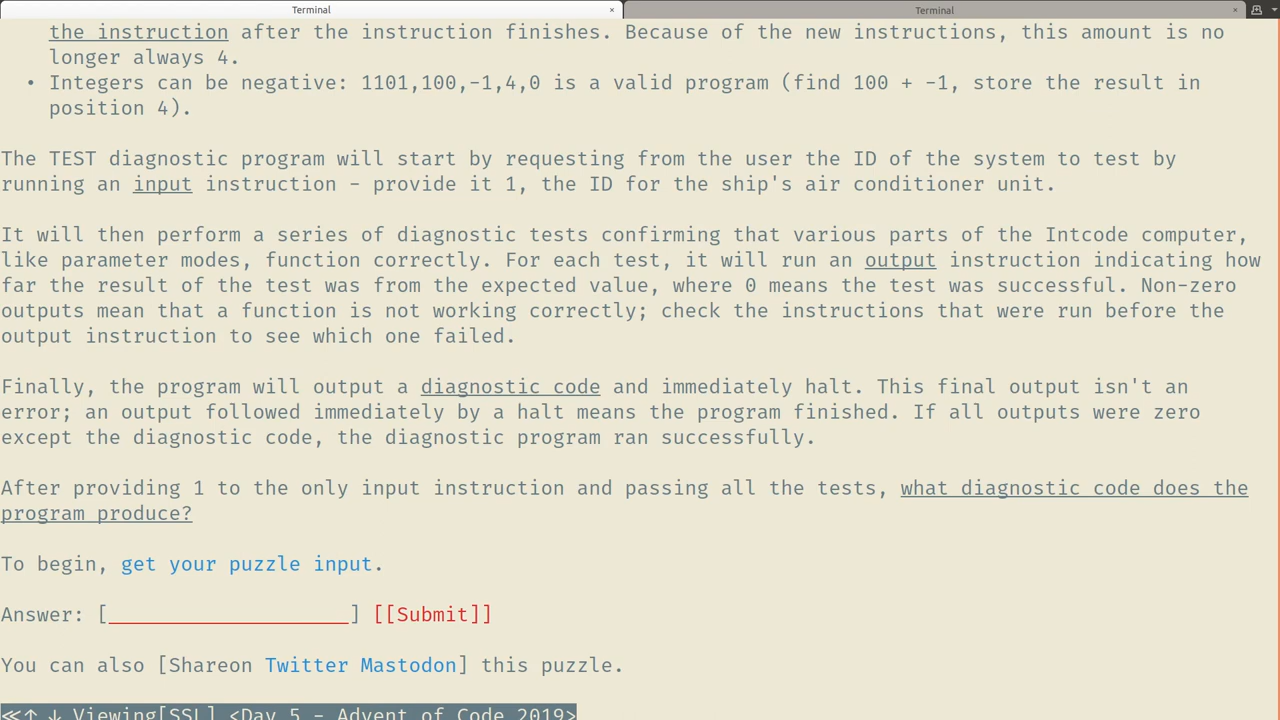 Terminal × Terminal ×
the instruction after the instruction finishes. Because of the new instructions, this amount is no
longer always 4.
• Integers can be negative: 1101,100,-1,4,0 is a valid program (find 100 + -1, store the result in
position 4).
The TEST diagnostic program will start by requesting from the user the ID of the system to test by
running an input instruction - provide it 1, the ID for the ship's air conditioner unit.
It will then perform a series of diagnostic tests confirming that various parts of the Intcode computer,
like parameter modes, function correctly. For each test, it will run an output instruction indicating how
far the result of the test was from the expected value, where 0 means the test was successful. Non-zero
outputs mean that a function is not working correctly; check the instructions that were run before the
output instruction to see which one failed.
Finally, the program will output a diagnostic code and immediately halt. This final output isn't an
error; an output followed immediately by a halt means the program finished. If all outputs were zero
except the diagnostic code, the diagnostic program ran successfully.
After providing 1 to the only input instruction and passing all the tests, what diagnostic code does the
program produce?
To begin, get your puzzle input.
Answer: [____________________] [[Submit]]
You can also [Shareon Twitter Mastodon] this puzzle.
≪↑ ↓ Viewing[SSL] <Day 5 - Advent of Code 2019>